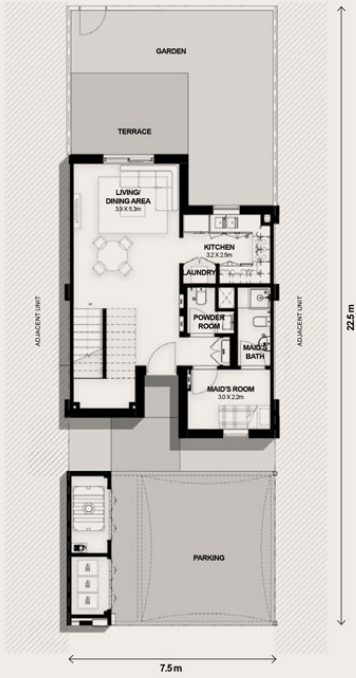 GARDEN
TERRACE
LIVING/
DINING AREA
3.9 X 5.3m
KITCHEN
3.2 X 2.5m
LAUNDRY
POWDER
ROOM
MAID'S
BATH
MAID'S ROOM
3.0 X 2.2m
ADJACENT UNIT
ADJACENT UNIT
22.5 m
PARKING
7.5 m